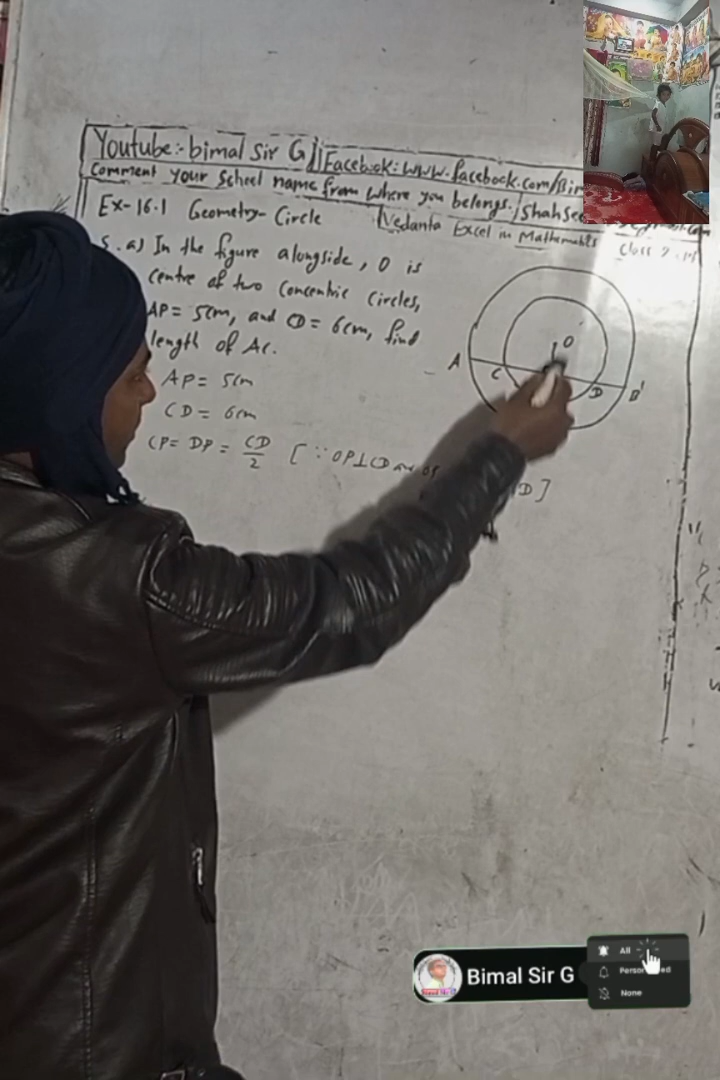 Youtube:- bimal Sir G
Facebook: www.facebook.com/Bir
Comment your School name from where you belongs.
Ex-16.1 Geometry- Circle
Vedanta Excel in Mathematics
Class
5. a) In the figure alongside, O is
centre of two concentric circles,
AP = 5cm, and CD = 6cm, find
length of AC.
AP = 5cm
CD = 6cm
CP = DP = CD/2 [∵ OP⊥CD
D]
O
A
C
D
B
Bimal Sir G
All
None